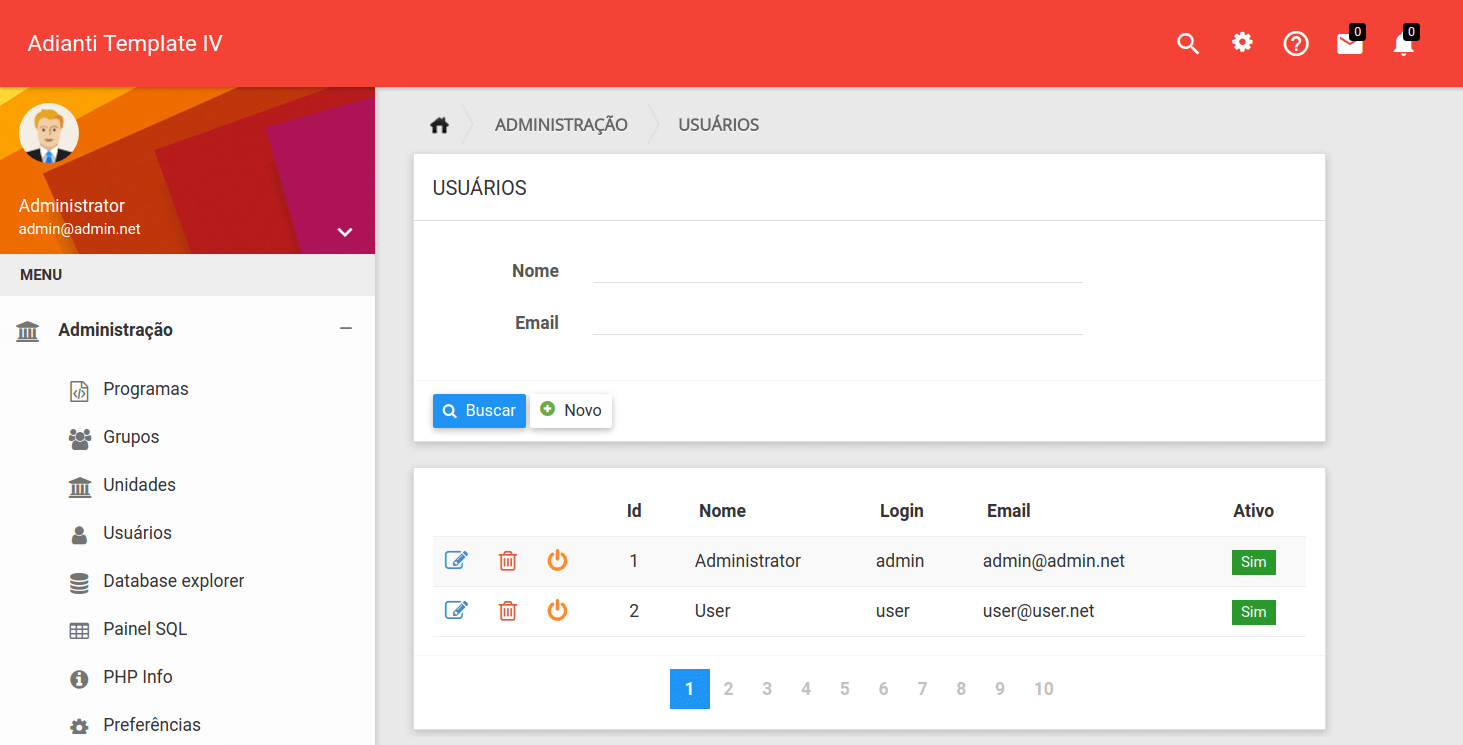 Adianti Template IV
0
0
Administrator
admin@admin.net
MENU
Administração
Programas
Grupos
Unidades
Usuários
Database explorer
Painel SQL
PHP Info
Preferências
ADMINISTRAÇÃO USUÁRIOS
USUÁRIOS
Nome
Email
Buscar Novo
Id Nome Login Email Ativo
1 Administrator admin admin@admin.net Sim
2 User user user@user.net Sim
1 2 3 4 5 6 7 8 9 10